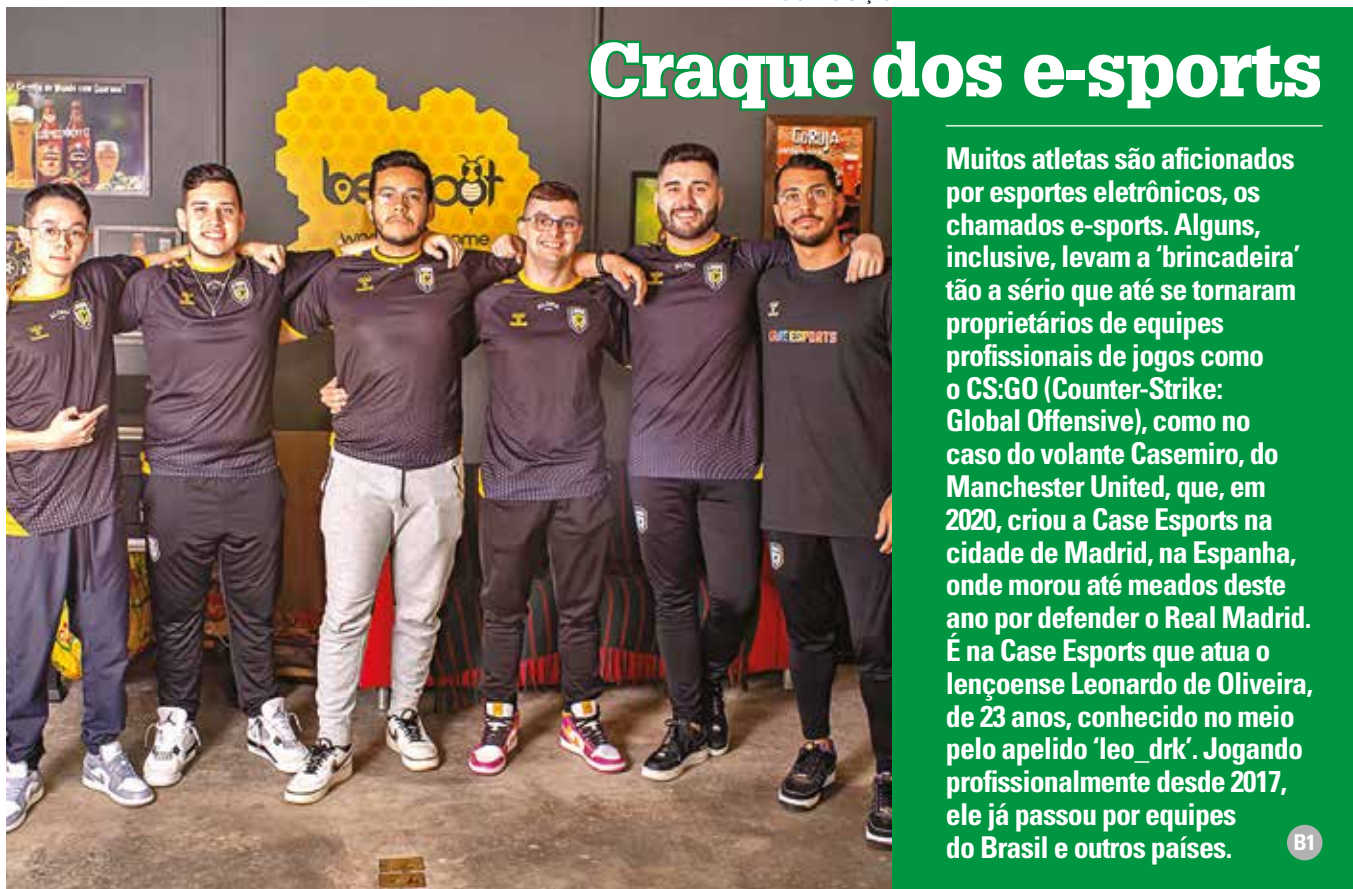 Craque dos e-sports
Muitos atletas são aficionados
por esportes eletrônicos, os
chamados e-sports. Alguns,
inclusive, levam a ‘brincadeira’
tão a sério que até se tornaram
proprietários de equipes
profissionais de jogos como
o CS:GO (Counter-Strike:
Global Offensive), como no
caso do volante Casemiro, do
Manchester United, que, em
2020, criou a Case Esports na
cidade de Madrid, na Espanha,
onde morou até meados deste
ano por defender o Real Madrid.
É na Case Esports que atua o
lençoense Leonardo de Oliveira,
de 23 anos, conhecido no meio
pelo apelido ‘leo_drk’. Jogando
profissionalmente desde 2017,
ele já passou por equipes
do Brasil e outros países.
B1
CORUJA
ESPORTS